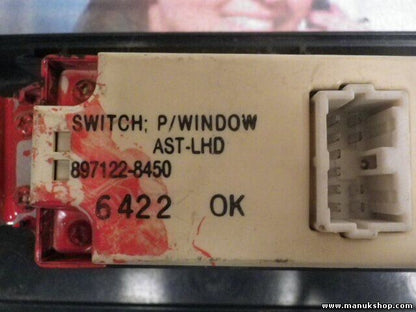 SWITCH; P/WINDOW
AST-LHD
897122-8450
6422 OK
www.manukshop.com